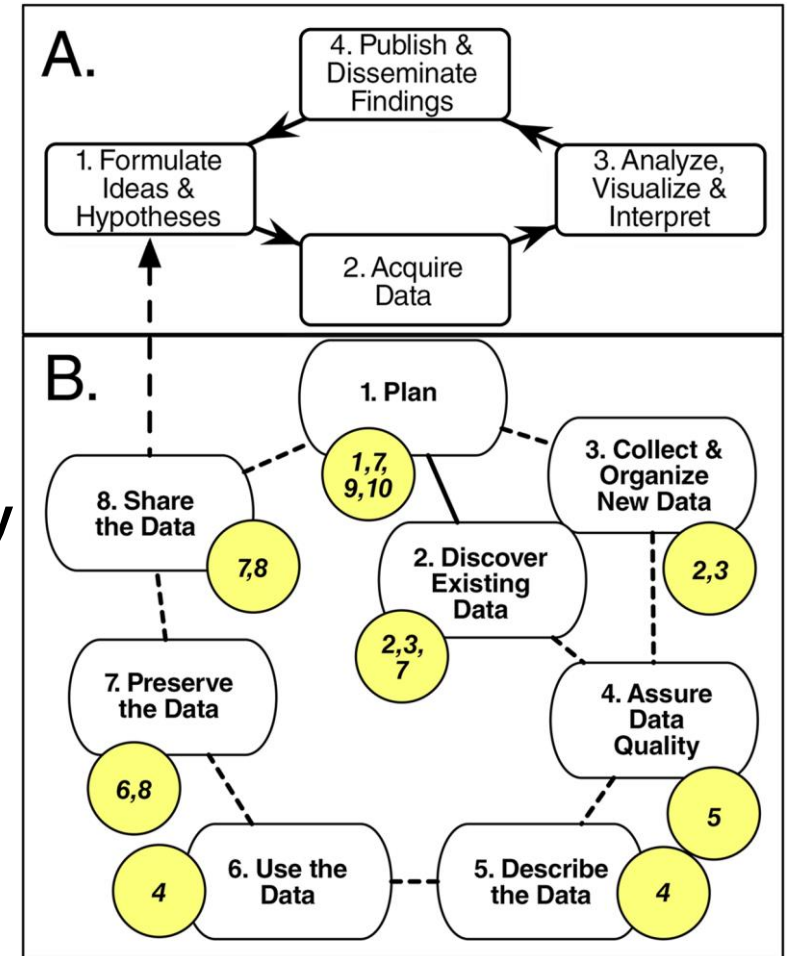 A.
4. Publish &
Disseminate
Findings
1. Formulate
Ideas &
Hypotheses
3. Analyze,
Visualize &
Interpret
2. Acquire
Data
B.
1. Plan
1,7,
9,10
3. Collect &
Organize
New Data
2,3
8. Share
the Data
7,8
2. Discover
Existing
Data
2,3,
7
7. Preserve
the Data
6,8
4. Assure
Data
Quality
5
6. Use the
Data
4
5. Describe
the Data
4
y